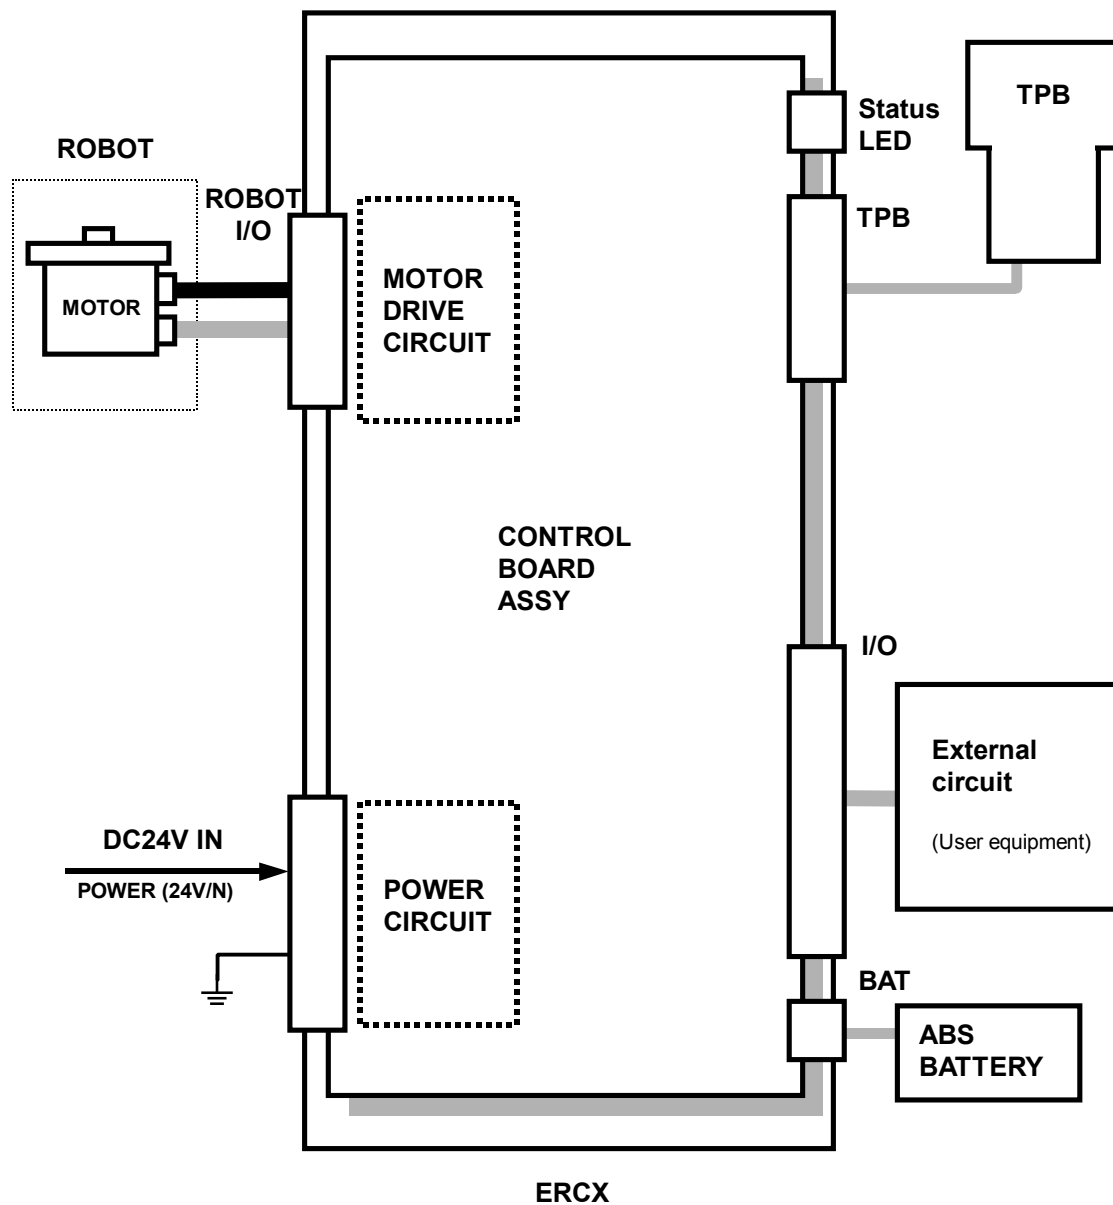 ROBOT
MOTOR
ROBOT
I/O
MOTOR
DRIVE
CIRCUIT
Status
LED
TPB
TPB
CONTROL
BOARD
ASSY
I/O
External
circuit
(User equipment)
DC24V IN
POWER (24V/N)
POWER
CIRCUIT
BAT
ABS
BATTERY
ERCX